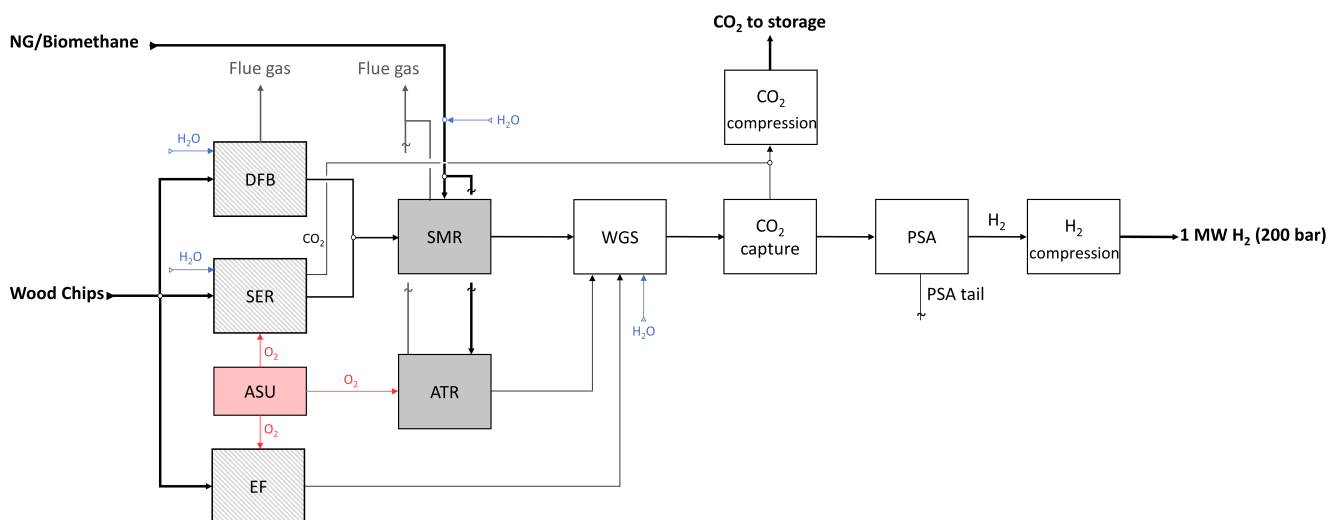 CO₂ to storage
NG/Biomethane
Flue gas
Flue gas
CO₂
compression
H₂O
H₂O
DFB
CO₂
SMR
WGS
CO₂
capture
PSA
H₂
H₂
compression
1 MW H₂ (200 bar)
H₂O
Wood Chips
SER
PSA tail
H₂O
O₂
ASU
O₂
ATR
O₂
EF